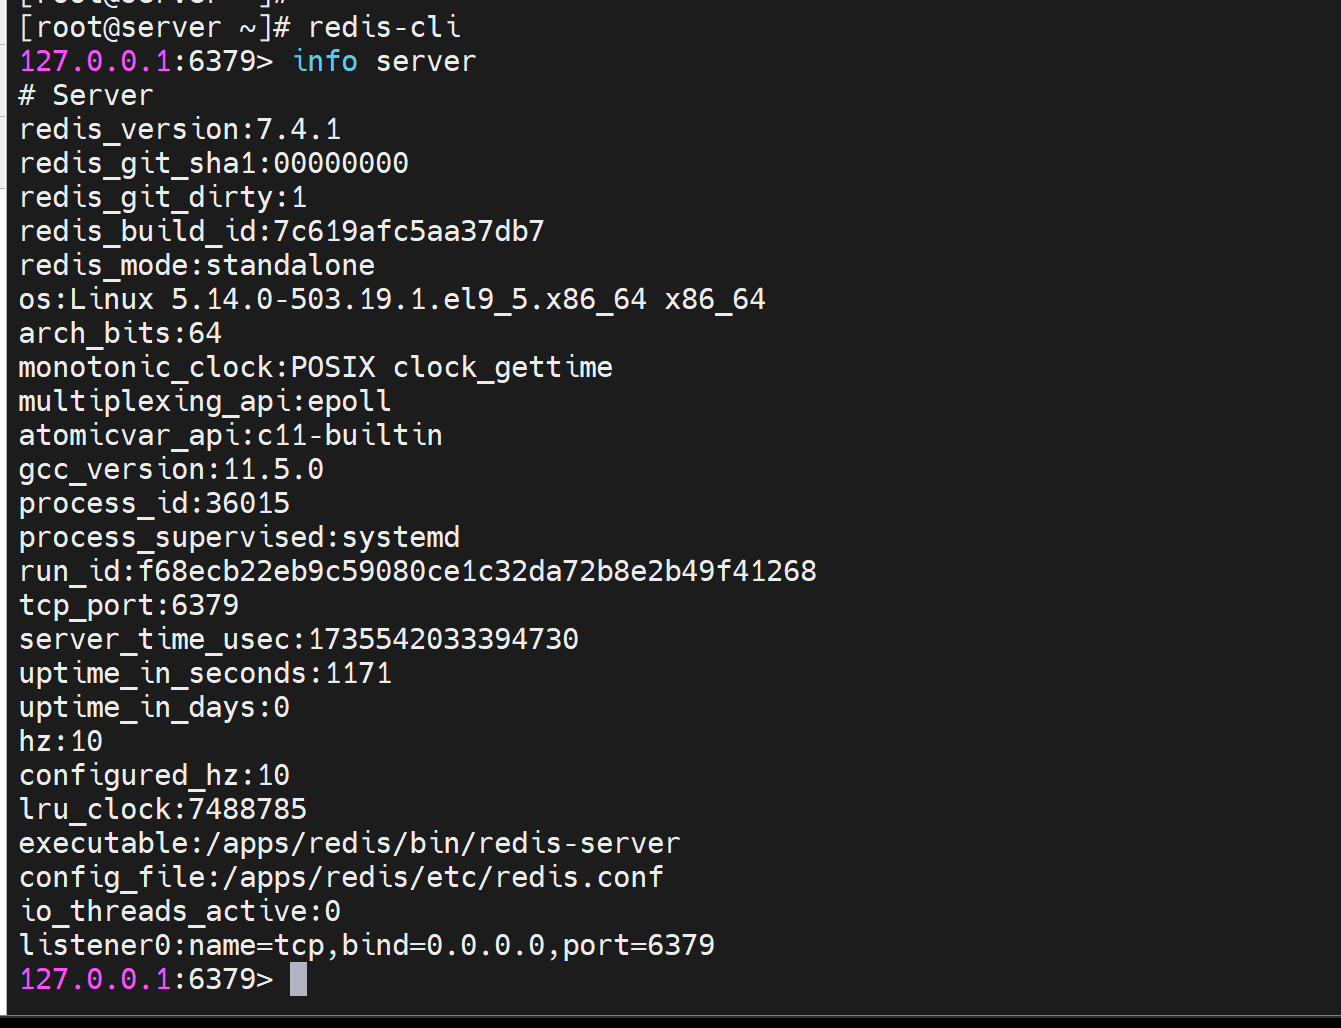 [root@server ~]#
[root@server ~]# redis-cli
127.0.0.1:6379> info server
# Server
redis_version:7.4.1
redis_git_sha1:00000000
redis_git_dirty:1
redis_build_id:7c619afc5aa37db7
redis_mode:standalone
os:Linux 5.14.0-503.19.1.el9_5.x86_64 x86_64
arch_bits:64
monotonic_clock:POSIX clock_gettime
multiplexing_api:epoll
atomicvar_api:c11-builtin
gcc_version:11.5.0
process_id:36015
process_supervised:systemd
run_id:f68ecb22eb9c59080ce1c32da72b8e2b49f41268
tcp_port:6379
server_time_usec:1735542033394730
uptime_in_seconds:1171
uptime_in_days:0
hz:10
configured_hz:10
lru_clock:7488785
executable:/apps/redis/bin/redis-server
config_file:/apps/redis/etc/redis.conf
io_threads_active:0
listener0:name=tcp,bind=0.0.0.0,port=6379
127.0.0.1:6379>